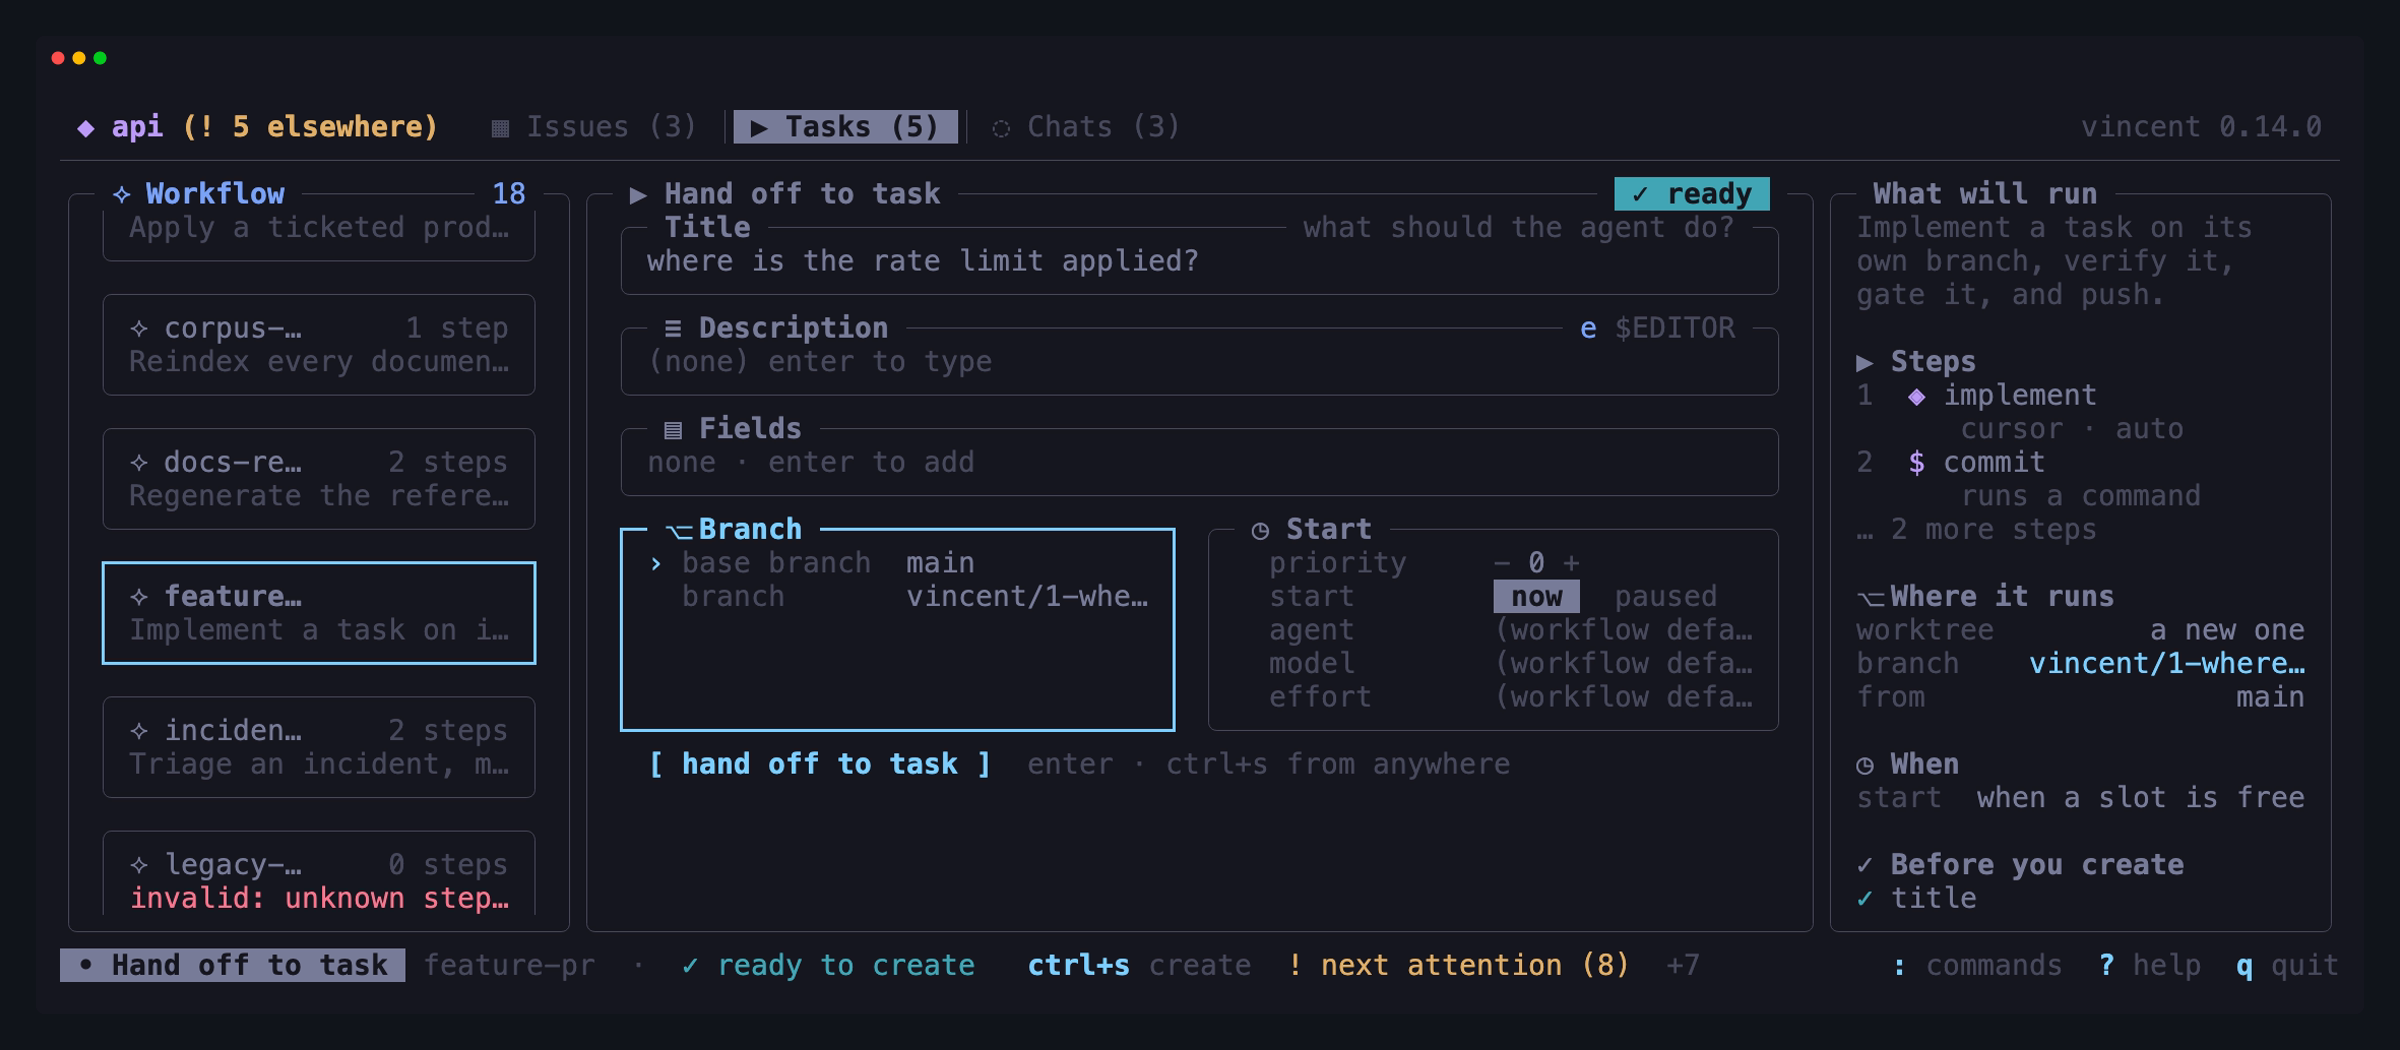 ◆ api (! 5 elsewhere) ▦ Issues (3) ▶ Tasks (5) ◌ Chats (3) vincent 0.14.0
✧ Workflow 18
Apply a ticketed prod…
✧ corpus-… 1 step
Reindex every documen…
✧ docs-re… 2 steps
Regenerate the refere…
✧ feature…
Implement a task on i…
✧ inciden… 2 steps
Triage an incident, m…
✧ legacy-… 0 steps
invalid: unknown step…
▶ Hand off to task ✓ ready
Title what should the agent do?
where is the rate limit applied?
≡ Description e $EDITOR
(none) enter to type
▤ Fields
none · enter to add
⌥Branch
› base branch main
branch vincent/1-whe…
◷ Start
priority − 0 +
start now paused
agent (workflow defa…
model (workflow defa…
effort (workflow defa…
[ hand off to task ] enter · ctrl+s from anywhere
What will run
Implement a task on its
own branch, verify it,
gate it, and push.
▶ Steps
1 ◈ implement
cursor · auto
2 $ commit
runs a command
… 2 more steps
⌥Where it runs
worktree a new one
branch vincent/1-where…
from main
◷ When
start when a slot is free
✓ Before you create
✓ title
• Hand off to task feature-pr · ✓ ready to create ctrl+s create ! next attention (8) +7 : commands ? help q quit